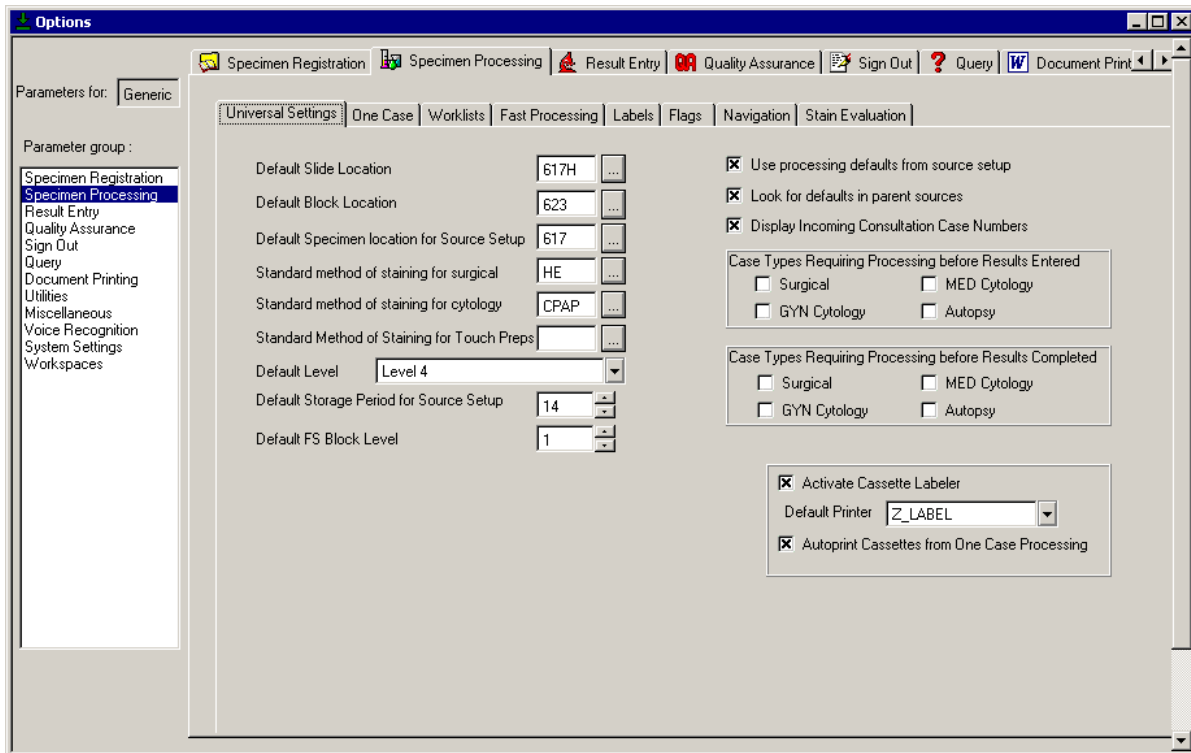 Options
Specimen Registration Specimen Processing Result Entry QA Quality Assurance Sign Out ? Query W Document Print
Parameters for: Generic
Universal Settings One Case Worklists Fast Processing Labels Flags Navigation Stain Evaluation
Parameter group :
Specimen Registration
Specimen Processing
Result Entry
Quality Assurance
Sign Out
Query
Document Printing
Utilities
Miscellaneous
Voice Recognition
System Settings
Workspaces
Default Slide Location 617H ...
Default Block Location 623 ...
Default Specimen location for Source Setup 617 ...
Standard method of staining for surgical HE ...
Standard method of staining for cytology CPAP ...
Standard Method of Staining for Touch Preps ...
Default Level Level 4
Default Storage Period for Source Setup 14
Default FS Block Level 1
Use processing defaults from source setup
Look for defaults in parent sources
Display Incoming Consultation Case Numbers
Case Types Requiring Processing before Results Entered
Surgical MED Cytology
GYN Cytology Autopsy
Case Types Requiring Processing before Results Completed
Surgical MED Cytology
GYN Cytology Autopsy
Activate Cassette Labeler
Default Printer Z_LABEL
Autoprint Cassettes from One Case Processing